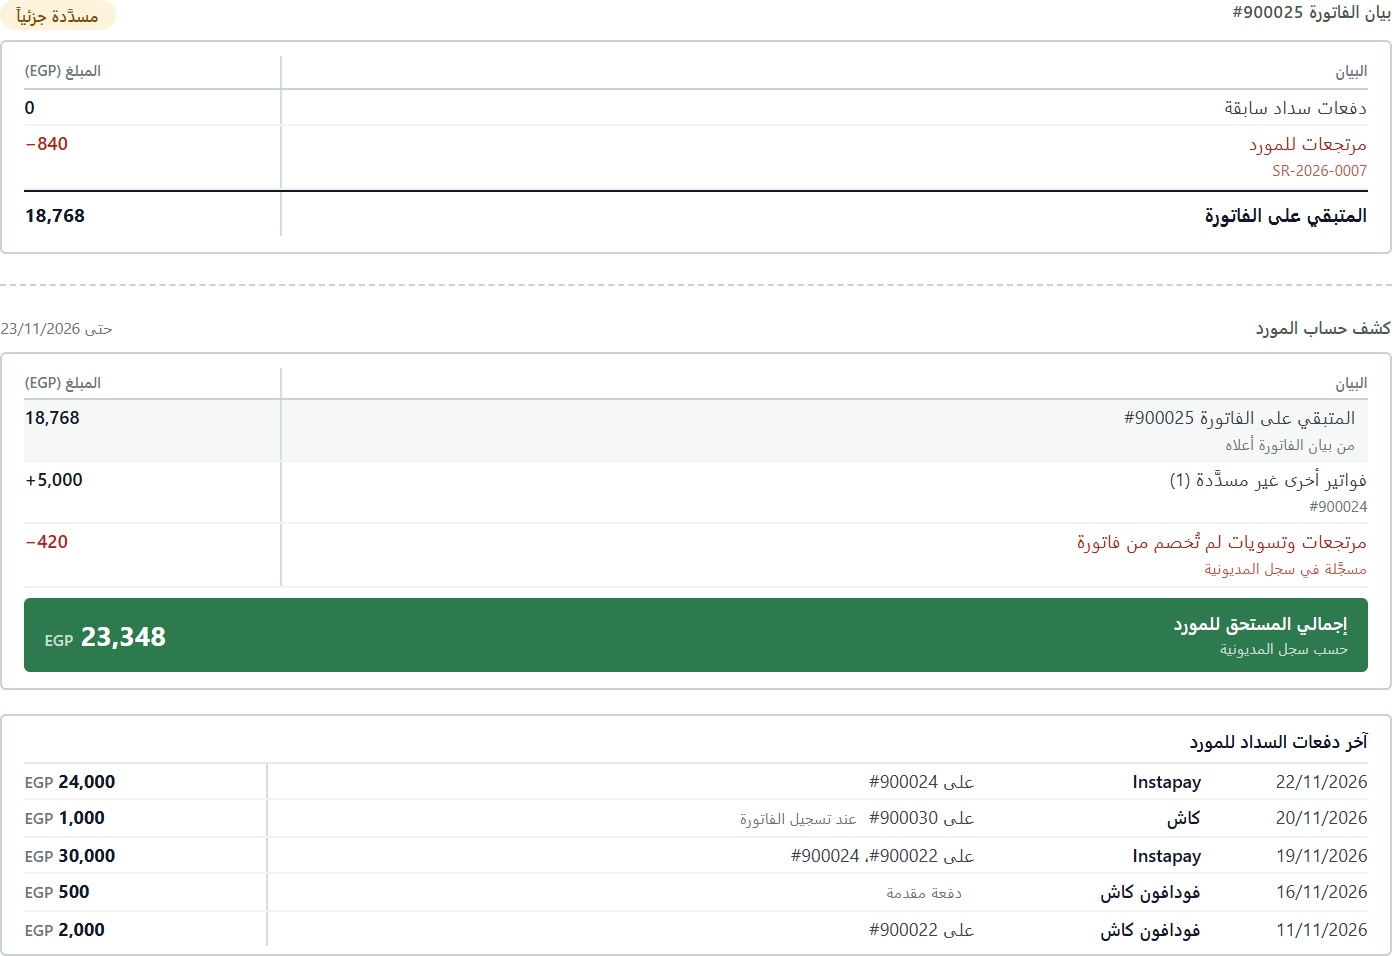 بيان الفاتورة 900025#
مسدَّدة جزئياً
البيان
المبلغ (EGP)
دفعات سداد سابقة
0
مرتجعات للمورد
−840
SR-2026-0007
المتبقي على الفاتورة
18,768
كشف حساب المورد
حتى 23/11/2026
البيان
المبلغ (EGP)
المتبقي على الفاتورة 900025#
18,768
من بيان الفاتورة أعلاه
فواتير أخرى غير مسدَّدة (1)
+5,000
#900024
مرتجعات وتسويات لم تُخصم من فاتورة
−420
مسجَّلة في سجل المديونية
إجمالي المستحق للمورد
23,348 EGP
حسب سجل المديونية
آخر دفعات السداد للمورد
22/11/2026 Instapay على 900024# 24,000 EGP
20/11/2026 كاش على 900030# عند تسجيل الفاتورة 1,000 EGP
19/11/2026 Instapay على 900022#، 900024# 30,000 EGP
16/11/2026 فودافون كاش دفعة مقدمة 500 EGP
11/11/2026 فودافون كاش على 900022# 2,000 EGP